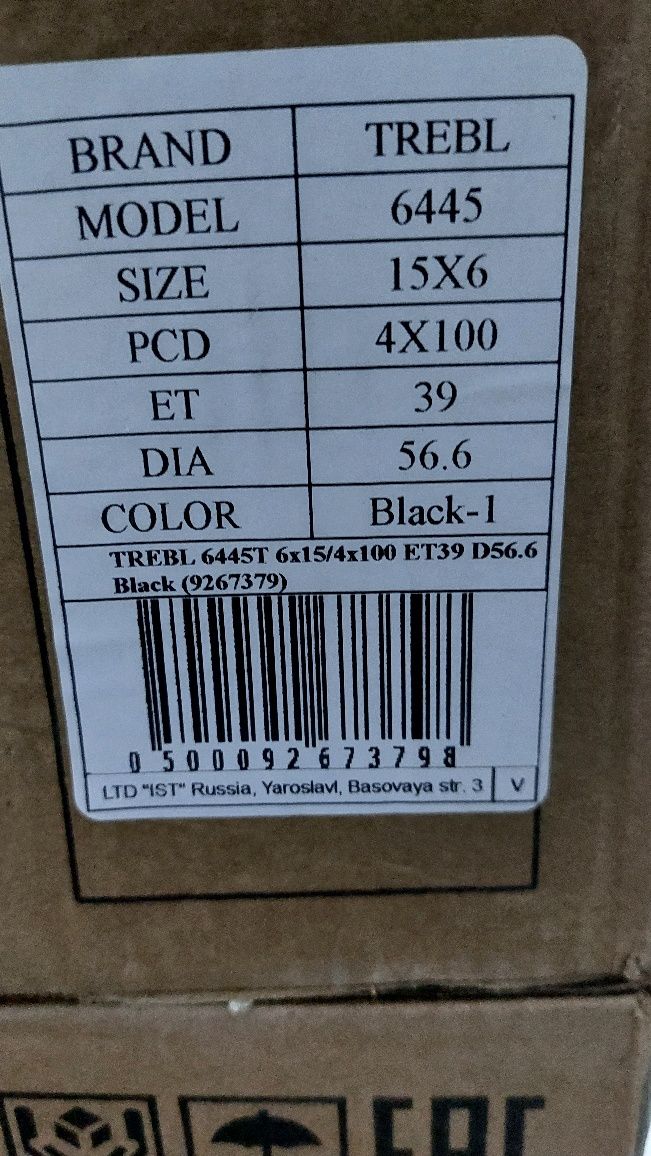 BRAND TREBL
MODEL 6445
SIZE 15X6
PCD 4X100
ET 39
DIA 56.6
COLOR Black-1
TREBL 6445T 6x15/4x100 ET39 D56.6
Black (9267379)
0 500092 673798
LTD "IST" Russia, Yaroslavl, Basovaya str. 3 V
EAC